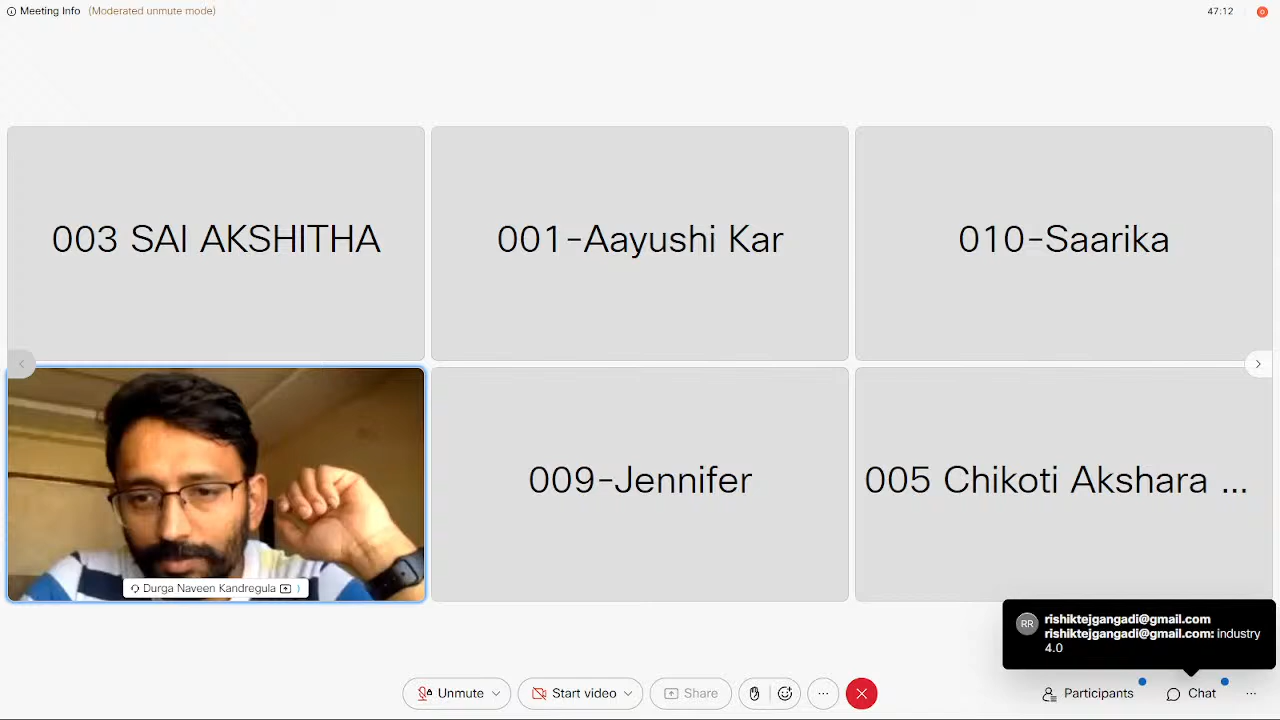 Meeting Info (Moderated unmute mode)
47:12
003 SAI AKSHITHA
001-Aayushi Kar
010-Saarika
Durga Naveen Kandregula
009-Jennifer
005 Chikoti Akshara ...
RR
rishiktejgangadi@gmail.com
rishiktejgangadi@gmail.com: industry
4.0
Unmute
Start video
Share
Participants
Chat